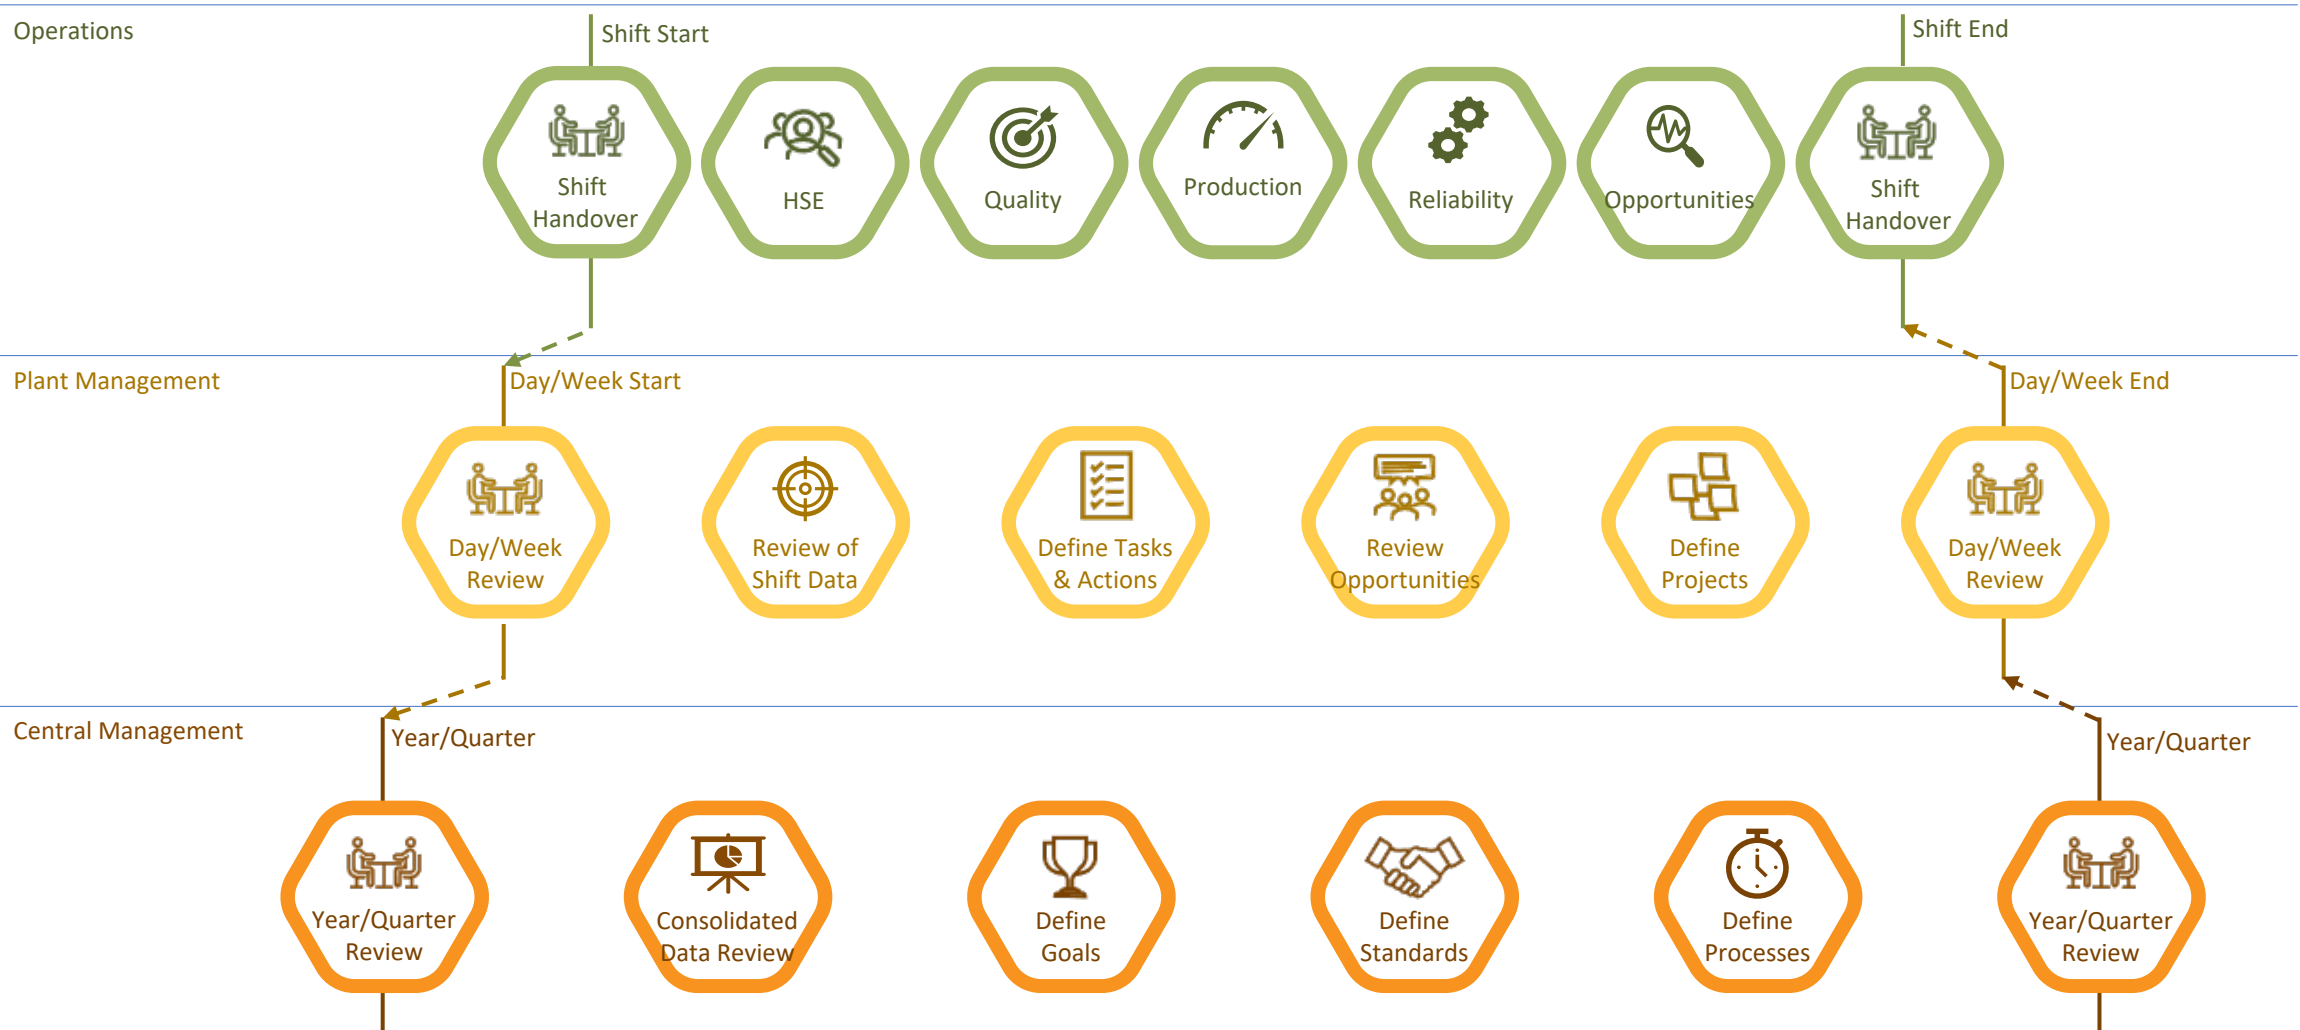 Operations
Shift Start
Shift End
Shift
Handover
HSE
Quality
Production
Reliability
Opportunities
Shift
Handover
Plant Management
Day/Week Start
Day/Week End
Day/Week
Review
Review of
Shift Data
Define Tasks
& Actions
Review
Opportunities
Define
Projects
Day/Week
Review
Central Management
Year/Quarter
Year/Quarter
Year/Quarter
Review
Consolidated
Data Review
Define
Goals
Define
Standards
Define
Processes
Year/Quarter
Review